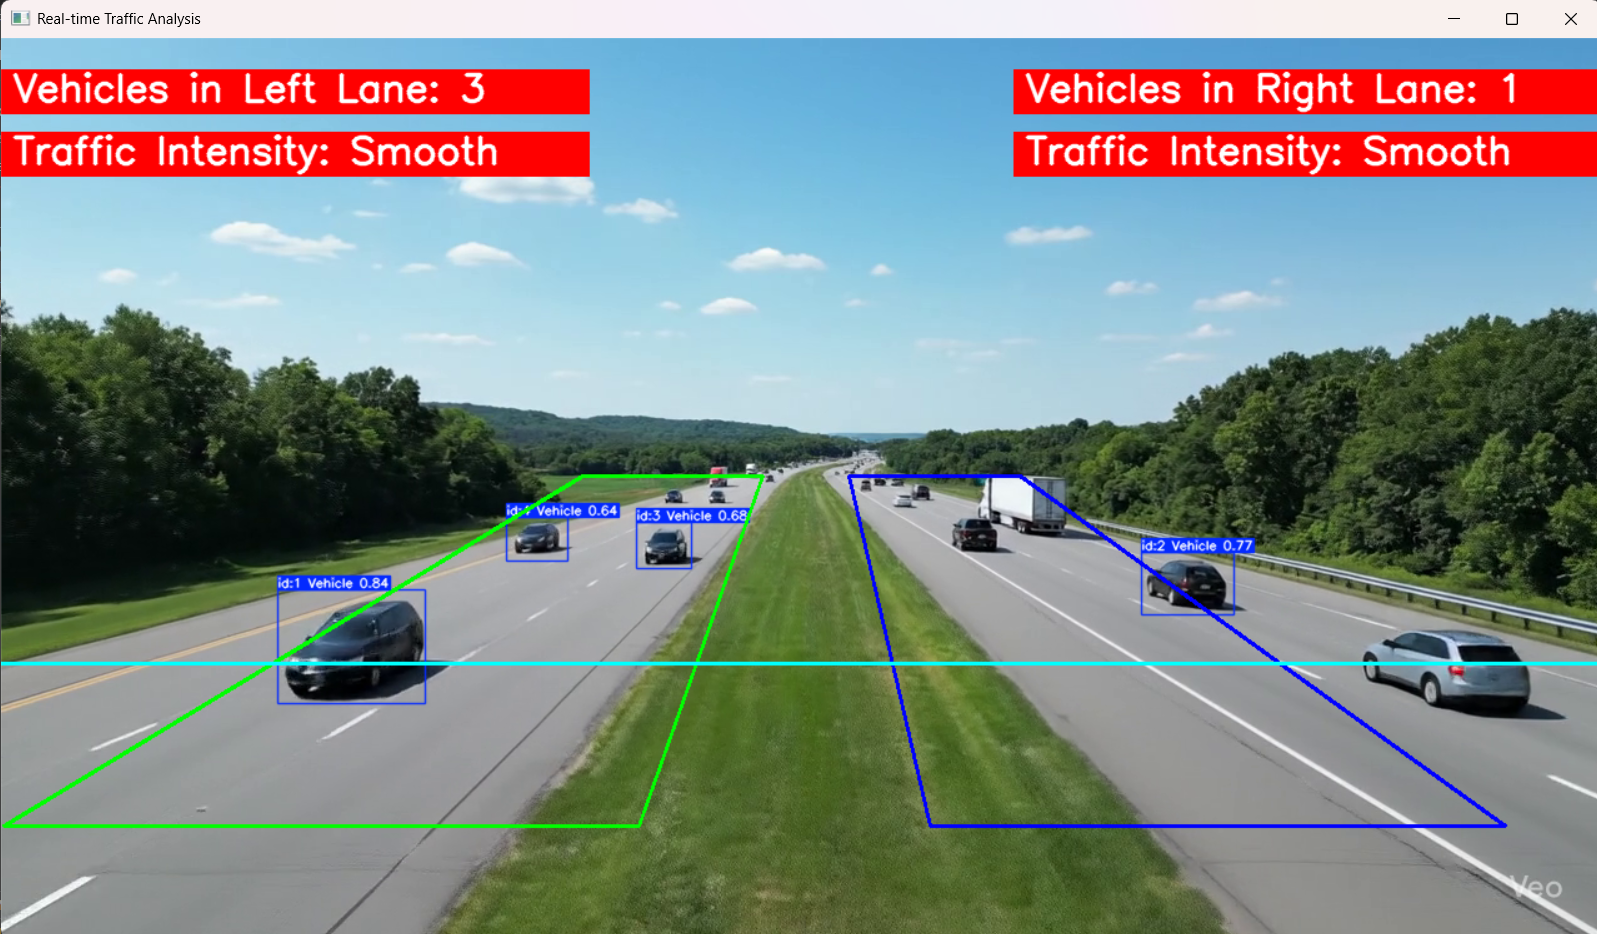 Real-time Traffic Analysis
Vehicles in Left Lane: 3
Vehicles in Right Lane: 1
Traffic Intensity: Smooth
Traffic Intensity: Smooth
id:4 Vehicle 0.64
id:3 Vehicle 0.68
id:2 Vehicle 0.77
id:1 Vehicle 0.84
Veo